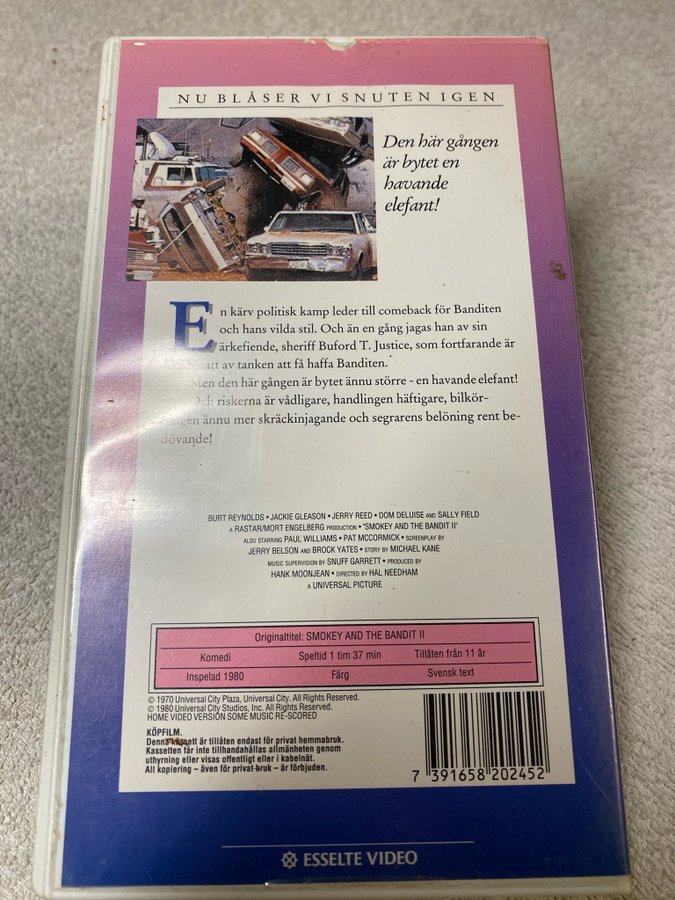 NU BLÅSER VI SNUTEN IGEN
Den här gången
är bytet en
havande
elefant!
En kärv politisk kamp leder till comeback för Banditen
och hans vilda stil. Och än en gång jagas han av sin
ärkefiende, sheriff Buford T. Justice, som fortfarande är
besatt av tanken att få haffa Banditen.
Men den här gången är bytet ännu större - en havande elefant!
Och riskerna är vådligare, handlingen häftigare, bilkör-
ningen ännu mer skräckinjagande och segrarens belöning rent be-
dövande!
BURT REYNOLDS • JACKIE GLEASON • JERRY REED • DOM DELUISE AND SALLY FIELD
A RASTAR/MORT ENGELBERG PRODUCTION • "SMOKEY AND THE BANDIT II"
ALSO STARRING PAUL WILLIAMS • PAT MCCORMICK • SCREENPLAY BY
JERRY BELSON AND BROCK YATES • STORY BY MICHAEL KANE
MUSIC SUPERVISION BY SNUFF GARRETT • PRODUCED BY
HANK MOONJEAN • DIRECTED BY HAL NEEDHAM
A UNIVERSAL PICTURE
Originaltitel: SMOKEY AND THE BANDIT II
Komedi Speltid 1 tim 37 min Tillåten från 11 år
Inspelad 1980 Färg Svensk text
© 1970 Universal City Plaza, Universal City. All Rights Reserved.
© 1980 Universal City Studios, Inc. All Rights Reserved.
HOME VIDEO VERSION SOME MUSIC RE-SCORED
KÖPFILM.
Denna kassett är tillåten endast för privat hemmabruk.
Kassetten får inte tillhandahållas allmänheten genom
uthyrning eller visas offentligt eller i kabelnät.
All kopiering – även för privat bruk – är förbjuden.
7 391658 202452
ESSELTE VIDEO